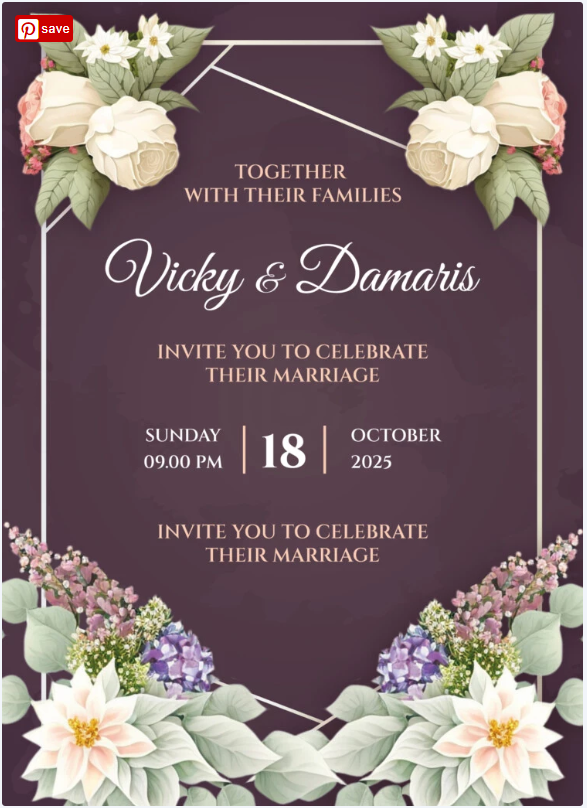 save
TOGETHER
WITH THEIR FAMILIES
Vicky & Damaris
INVITE YOU TO CELEBRATE
THEIR MARRIAGE
SUNDAY
09.00 PM
18
OCTOBER
2025
INVITE YOU TO CELEBRATE
THEIR MARRIAGE